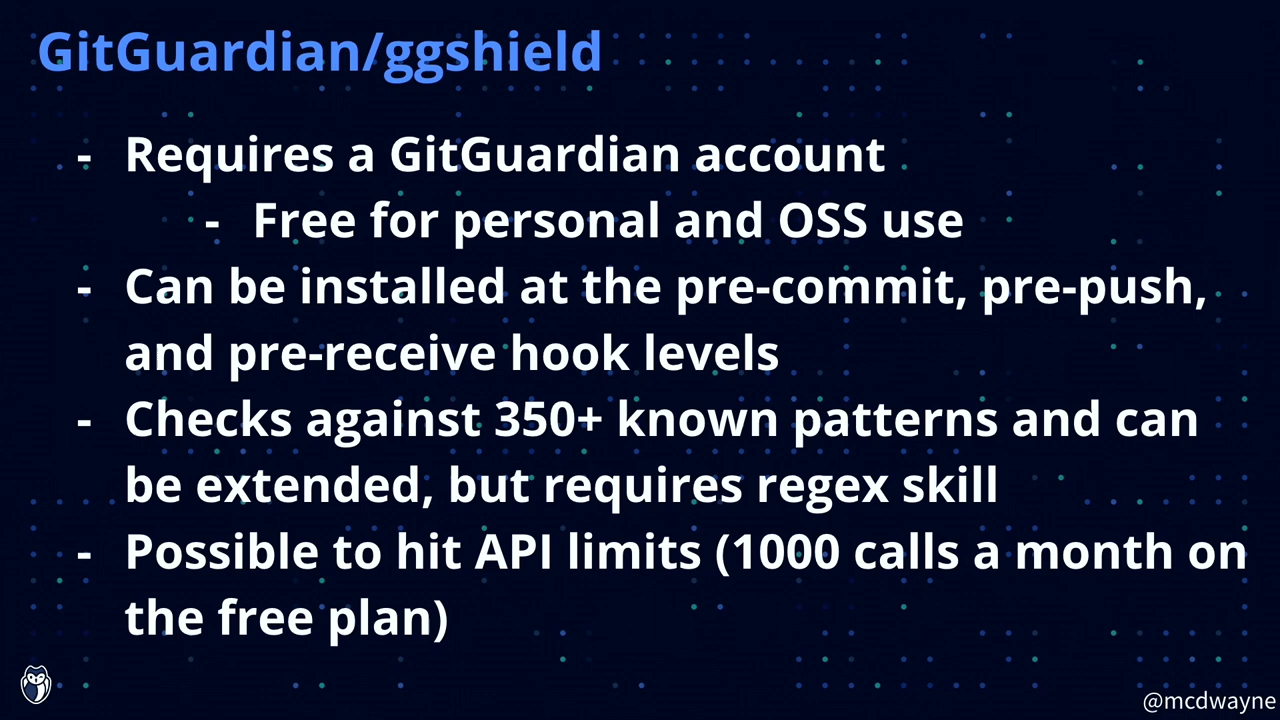 GitGuardian/ggshield
- Requires a GitGuardian account
- Free for personal and OSS use
- Can be installed at the pre-commit, pre-push,
and pre-receive hook levels
- Checks against 350+ known patterns and can
be extended, but requires regex skill
- Possible to hit API limits (1000 calls a month on
the free plan)
@mcdwayne